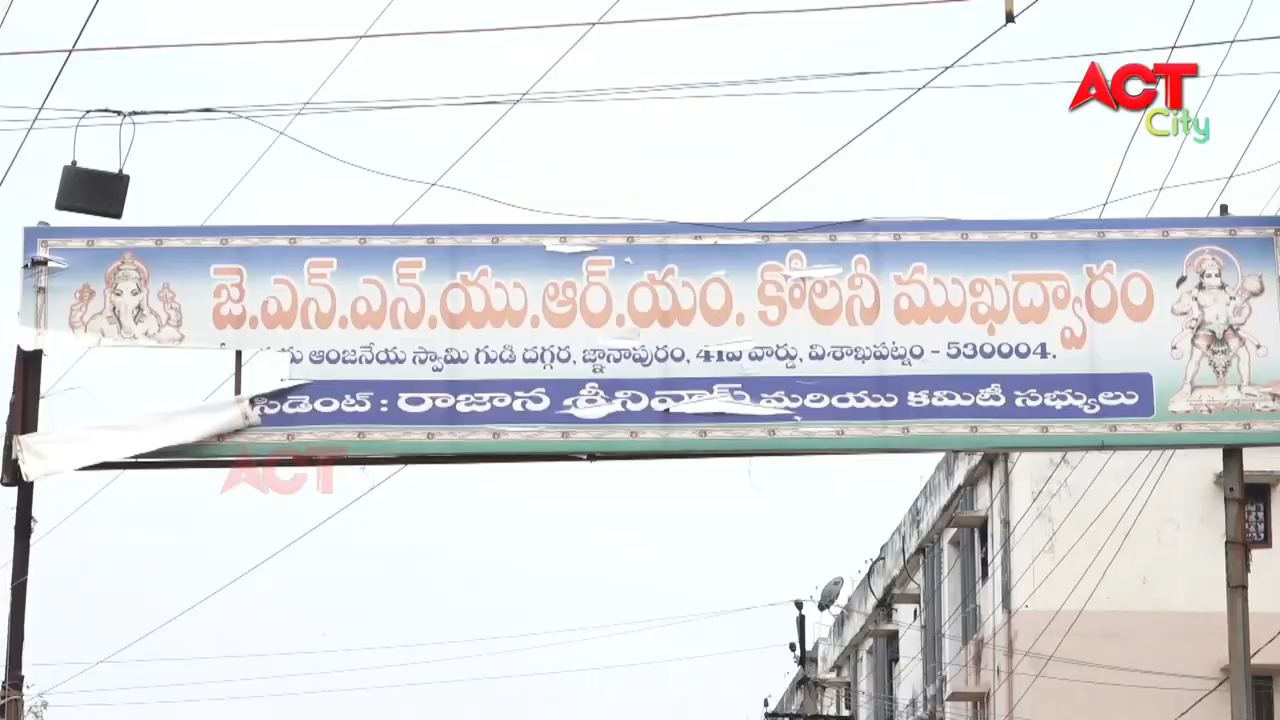 ACT
City
జె.ఎన్.ఎన్.యు.ఆర్.యం. కోలనీ ముఖద్వారం
ఆంజనేయ స్వామి గుడి దగ్గర, జ్ఞానాపురం, 41వ వార్డు, విశాఖపట్నం - 530004.
సిడెంట్ : రాజాన శ్రీనివాస్ మరియు కమిటీ సభ్యులు
ACT